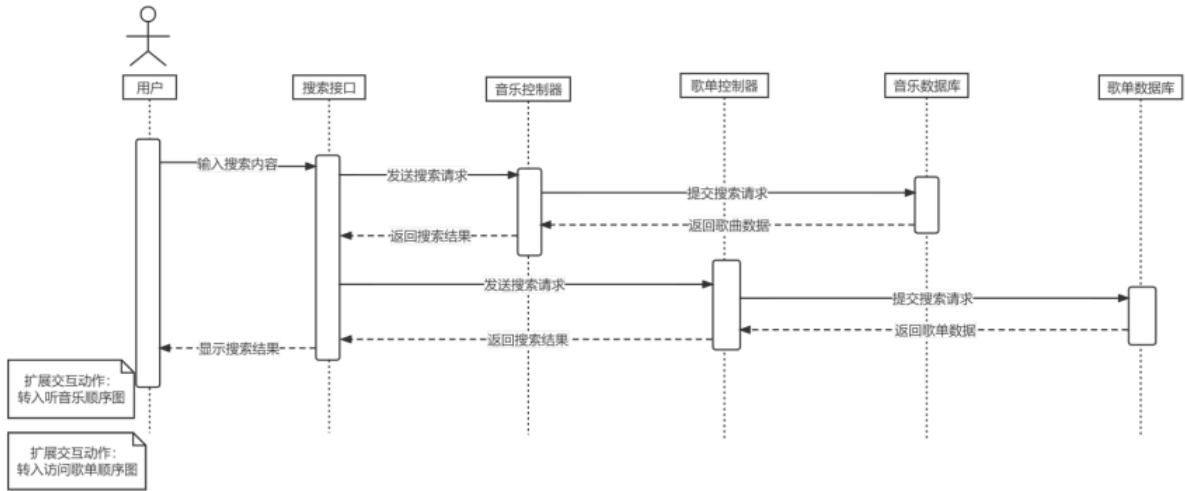 用户
搜索接口
音乐控制器
歌单控制器
音乐数据库
歌单数据库
输入搜索内容
发送搜索请求
提交搜索请求
返回歌曲数据
返回搜索结果
发送搜索请求
提交搜索请求
返回歌单数据
返回搜索结果
显示搜索结果
扩展交互动作：
转入听音乐顺序图
扩展交互动作：
转入访问歌单顺序图